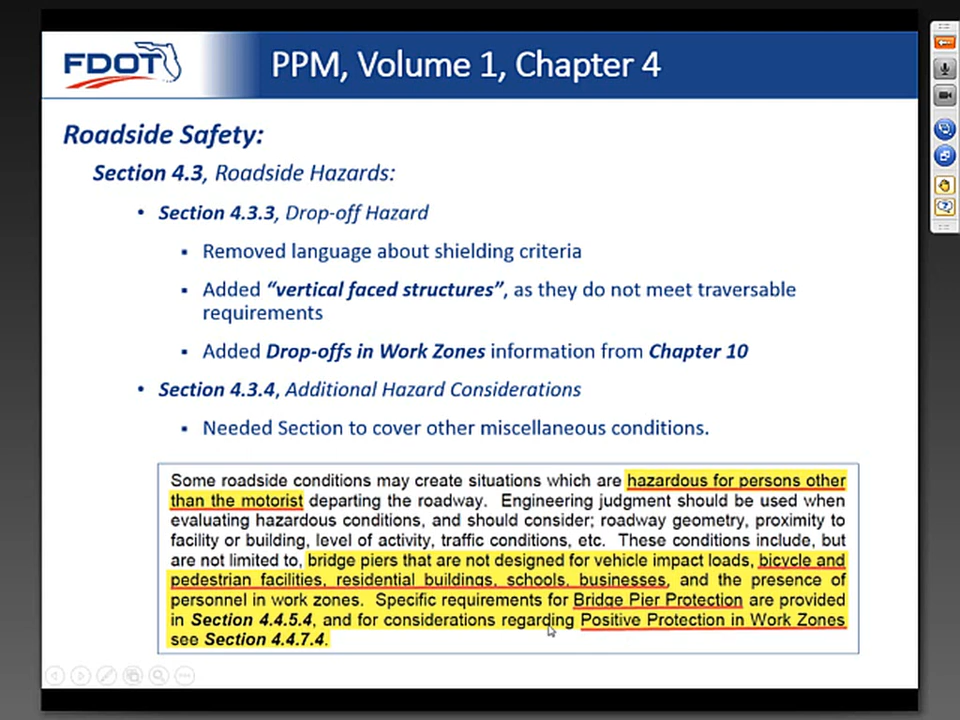 FDOT
PPM, Volume 1, Chapter 4
Roadside Safety:
Section 4.3, Roadside Hazards:
• Section 4.3.3, Drop-off Hazard
▪ Removed language about shielding criteria
▪ Added “vertical faced structures”, as they do not meet traversable
requirements
▪ Added Drop-offs in Work Zones information from Chapter 10
• Section 4.3.4, Additional Hazard Considerations
▪ Needed Section to cover other miscellaneous conditions.
Some roadside conditions may create situations which are hazardous for persons other
than the motorist departing the roadway. Engineering judgment should be used when
evaluating hazardous conditions, and should consider; roadway geometry, proximity to
facility or building, level of activity, traffic conditions, etc. These conditions include, but
are not limited to, bridge piers that are not designed for vehicle impact loads, bicycle and
pedestrian facilities, residential buildings, schools, businesses, and the presence of
personnel in work zones. Specific requirements for Bridge Pier Protection are provided
in Section 4.4.5.4, and for considerations regarding Positive Protection in Work Zones
see Section 4.4.7.4.